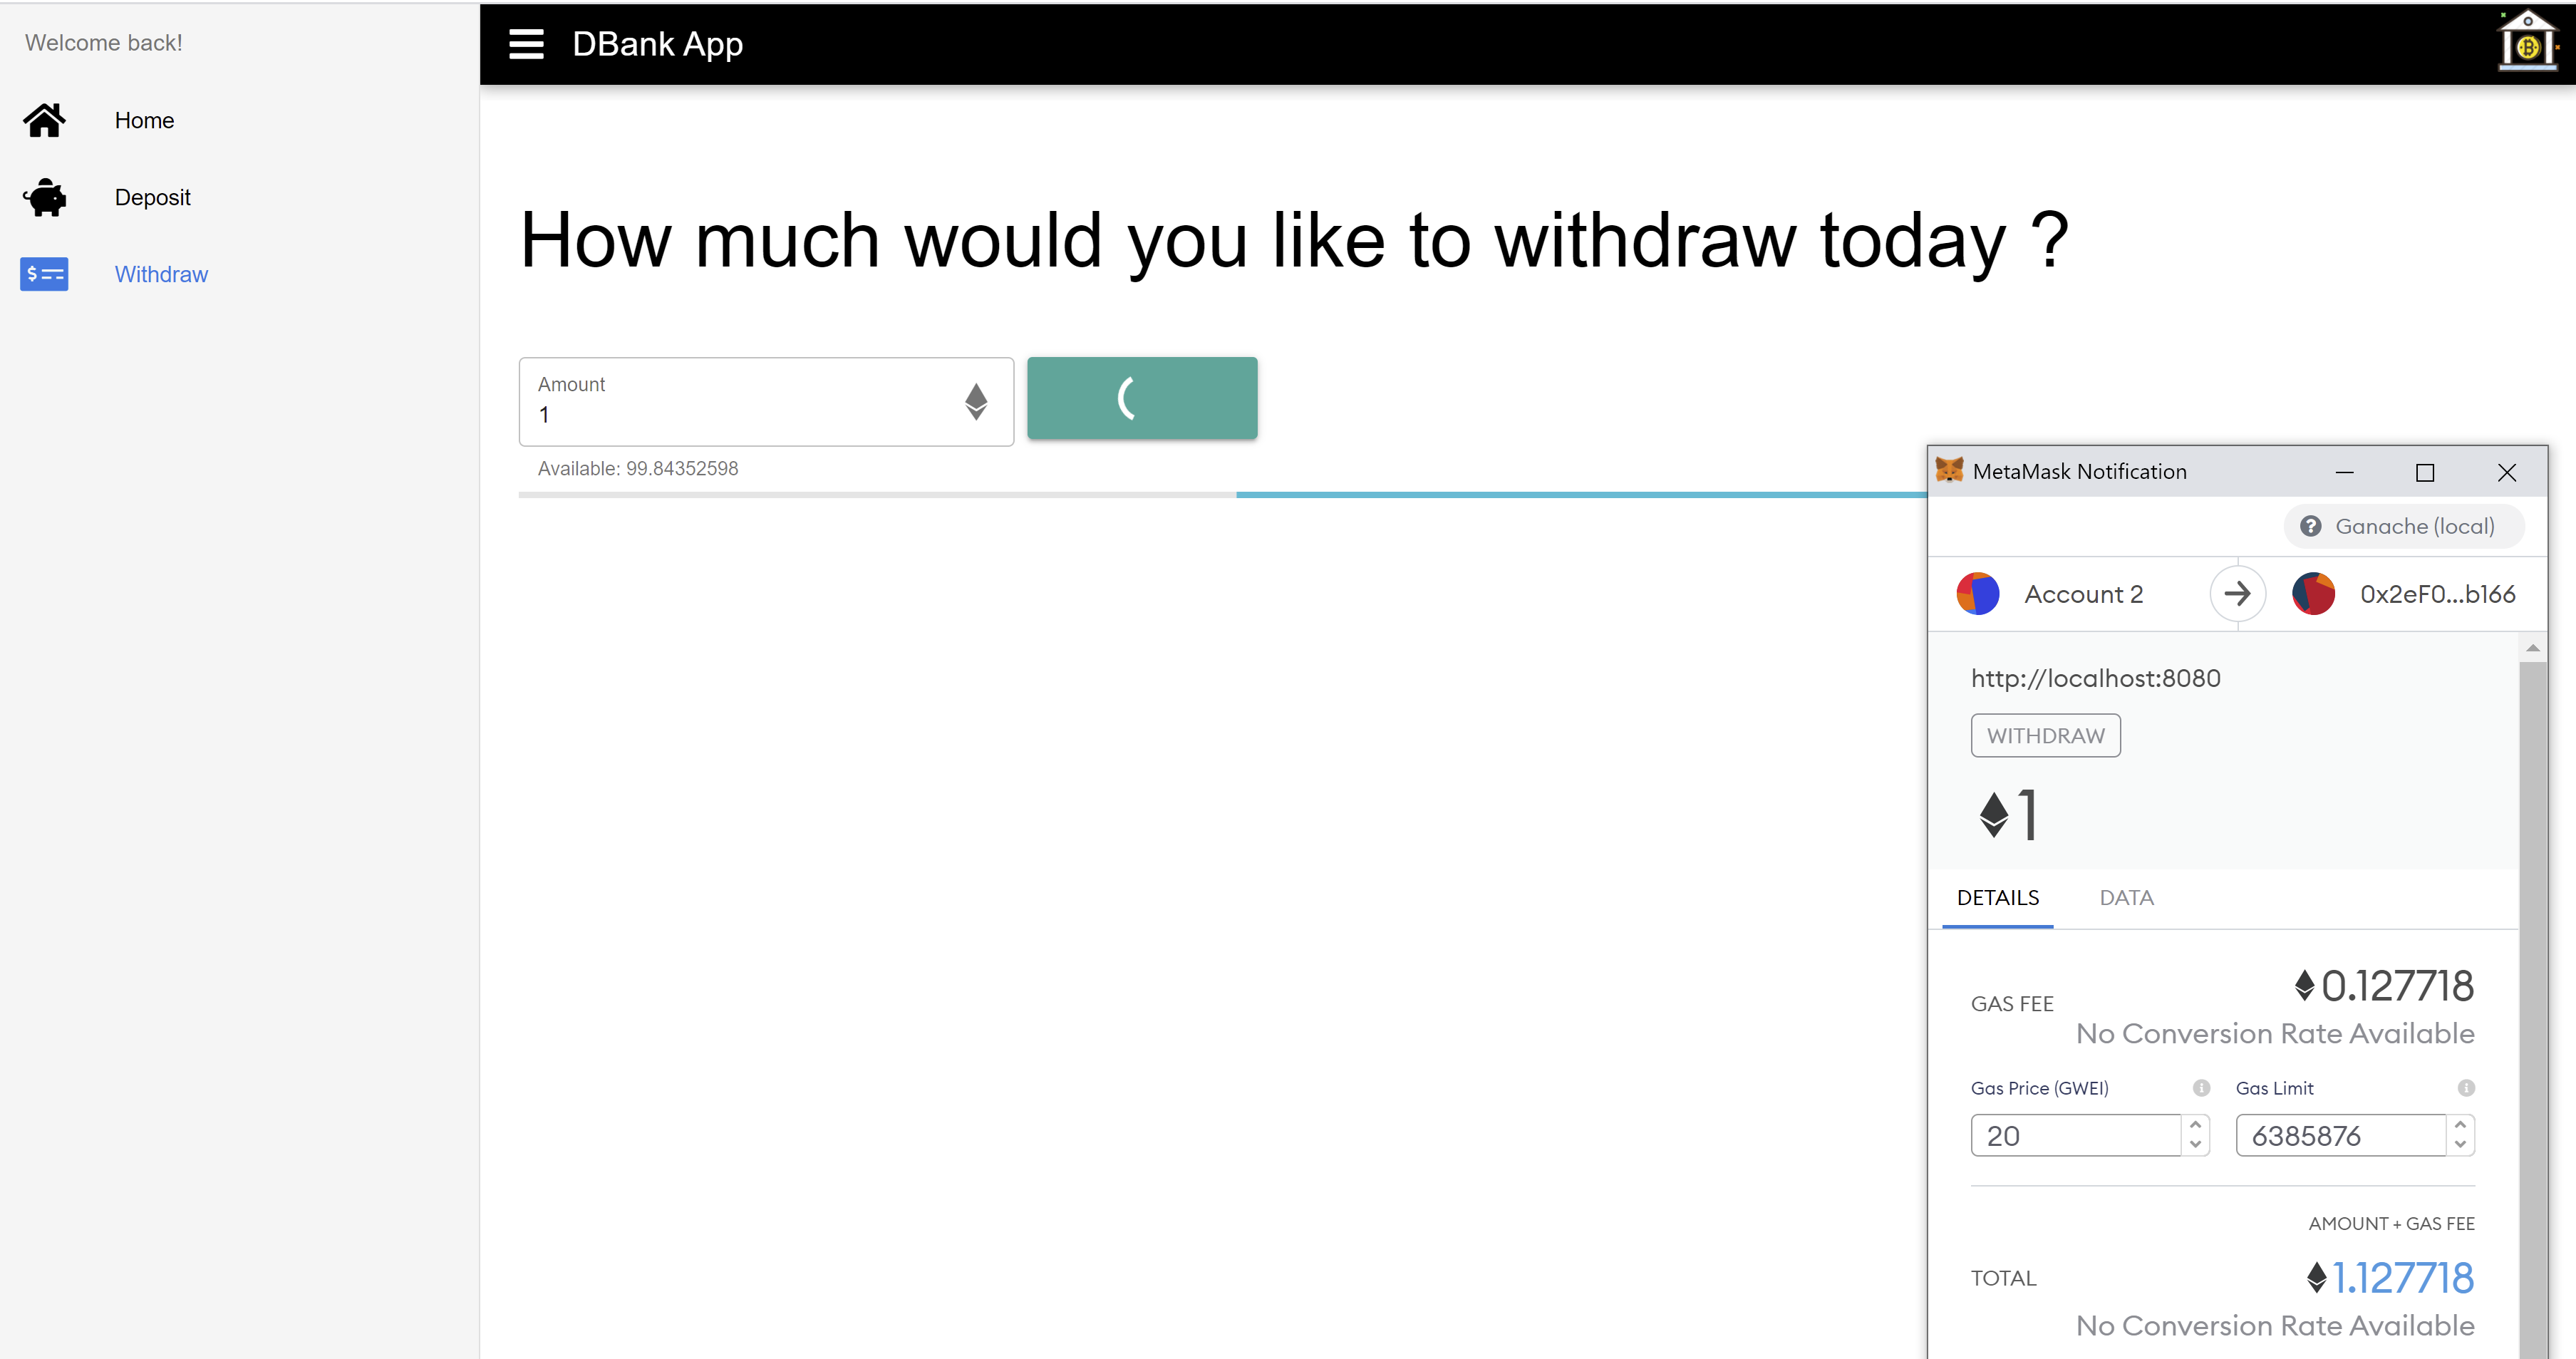 Welcome back!
Home
Deposit
Withdraw
DBank App
How much would you like to withdraw today ?
Amount
1
Available: 99.84352598
MetaMask Notification
Ganache (local)
Account 2
0x2eF0...b166
http://localhost:8080
WITHDRAW
1
DETAILS DATA
GAS FEE
0.127718
No Conversion Rate Available
Gas Price (GWEI) Gas Limit
20 6385876
AMOUNT + GAS FEE
TOTAL
1.127718
No Conversion Rate Available